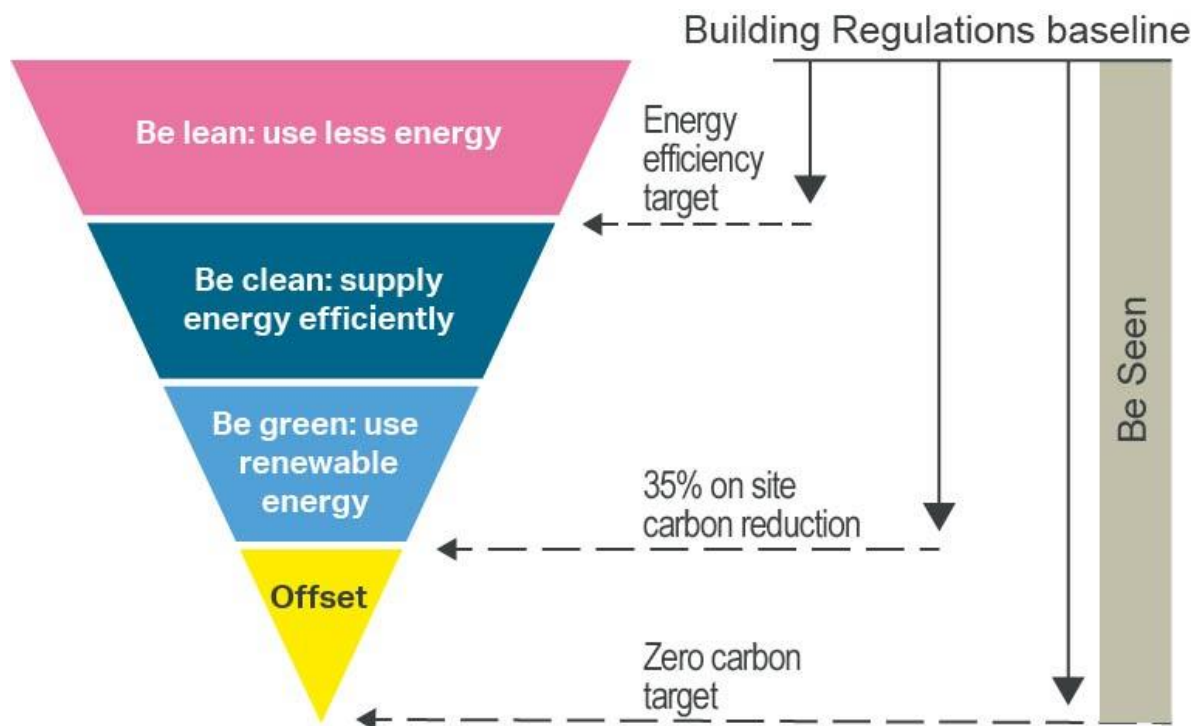 Building Regulations baseline
Be lean: use less energy
Energy
efficiency
target
Be clean: supply
energy efficiently
Be green: use
renewable
energy
35% on site
carbon reduction
Offset
Zero carbon
target
Be Seen